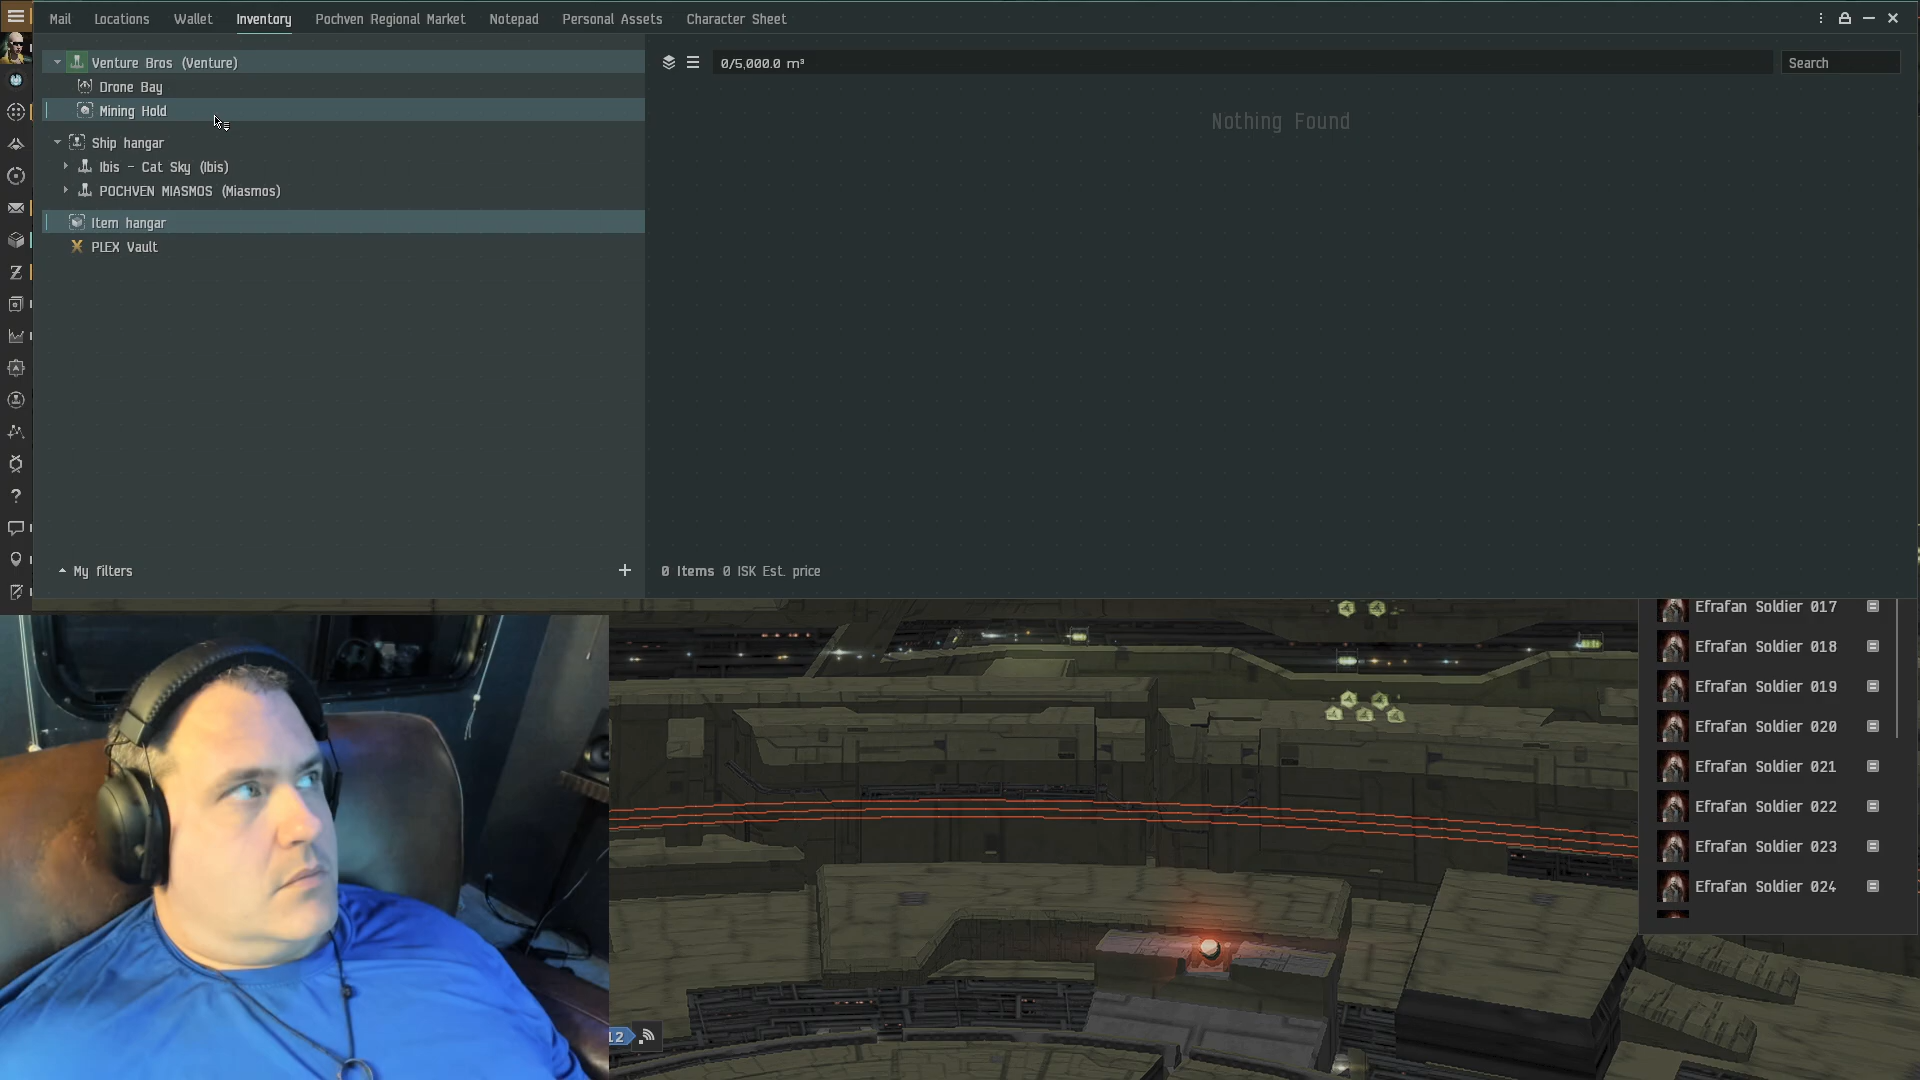 Mail
Locations
Wallet
Inventory
Pochven Regional Market
Notepad
Personal Assets
Character Sheet
Venture Bros (Venture)
0/5,000.0 m³
Search
Drone Bay
Mining Hold
Nothing Found
Ship hangar
Ibis - Cat Sky (Ibis)
POCHVEN MIASMOS (Miasmos)
Item hangar
PLEX Vault
My filters
0 Items 0 ISK Est. price
Efrafan Soldier 017
Efrafan Soldier 018
Efrafan Soldier 019
Efrafan Soldier 020
Efrafan Soldier 021
Efrafan Soldier 022
Efrafan Soldier 023
Efrafan Soldier 024
12